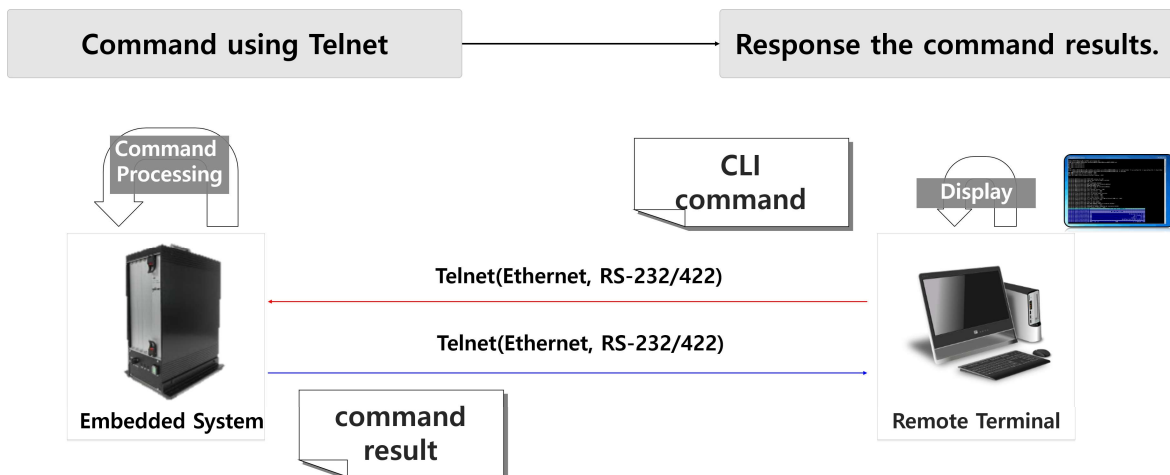 Command using Telnet
Response the command results.
Command
Processing
CLI
command
Display
Telnet(Ethernet, RS-232/422)
Telnet(Ethernet, RS-232/422)
Embedded System
command
result
Remote Terminal